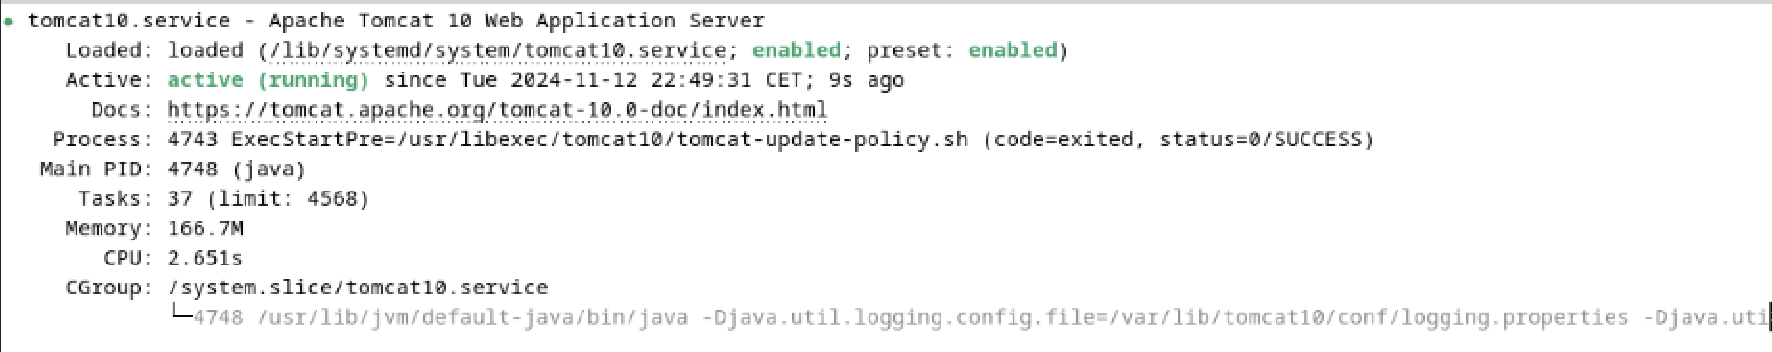 ● tomcat10.service - Apache Tomcat 10 Web Application Server
Loaded: loaded (/lib/systemd/system/tomcat10.service; enabled; preset: enabled)
Active: active (running) since Tue 2024-11-12 22:49:31 CET; 9s ago
Docs: https://tomcat.apache.org/tomcat-10.0-doc/index.html
Process: 4743 ExecStartPre=/usr/libexec/tomcat10/tomcat-update-policy.sh (code=exited, status=0/SUCCESS)
Main PID: 4748 (java)
Tasks: 37 (limit: 4568)
Memory: 166.7M
CPU: 2.651s
CGroup: /system.slice/tomcat10.service
└─4748 /usr/lib/jvm/default-java/bin/java -Djava.util.logging.config.file=/var/lib/tomcat10/conf/logging.properties -Djava.uti